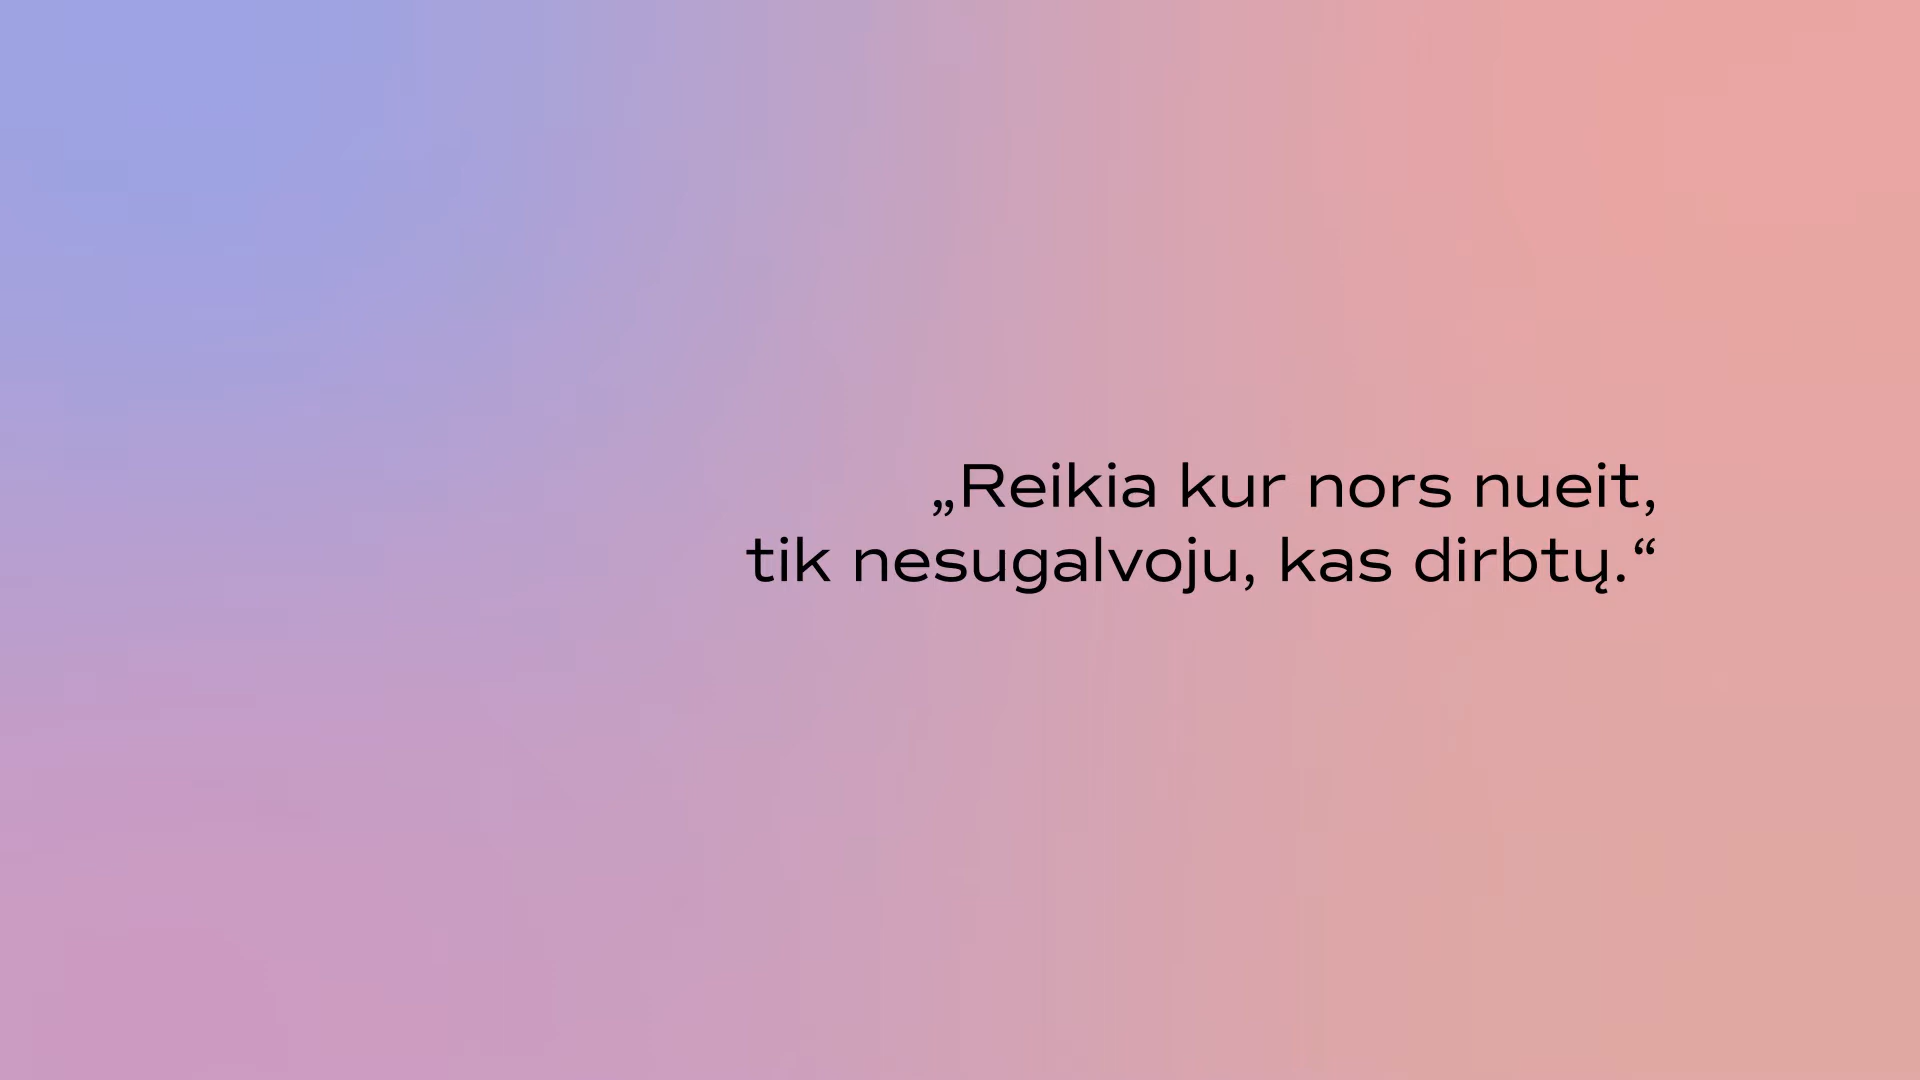 „Reikia kur nors nueit,
tik nesugalvoju, kas dirbtų.“